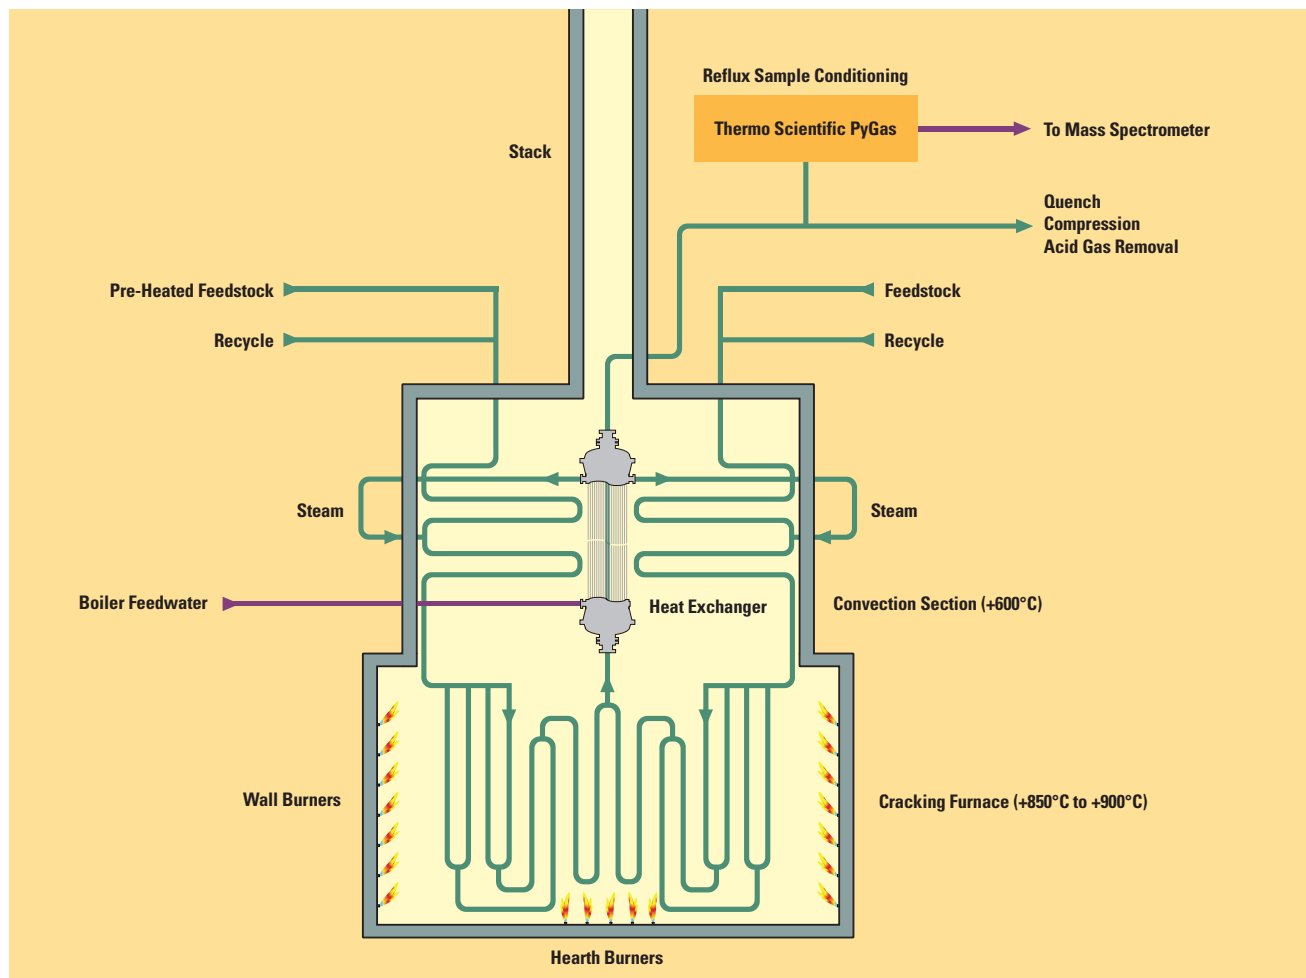 Reflux Sample Conditioning
Thermo Scientific PyGas
To Mass Spectrometer
Stack
Quench
Compression
Acid Gas Removal
Pre-Heated Feedstock
Feedstock
Recycle
Recycle
Steam
Steam
Boiler Feedwater
Heat Exchanger
Convection Section (+600°C)
Wall Burners
Cracking Furnace (+850°C to +900°C)
Hearth Burners